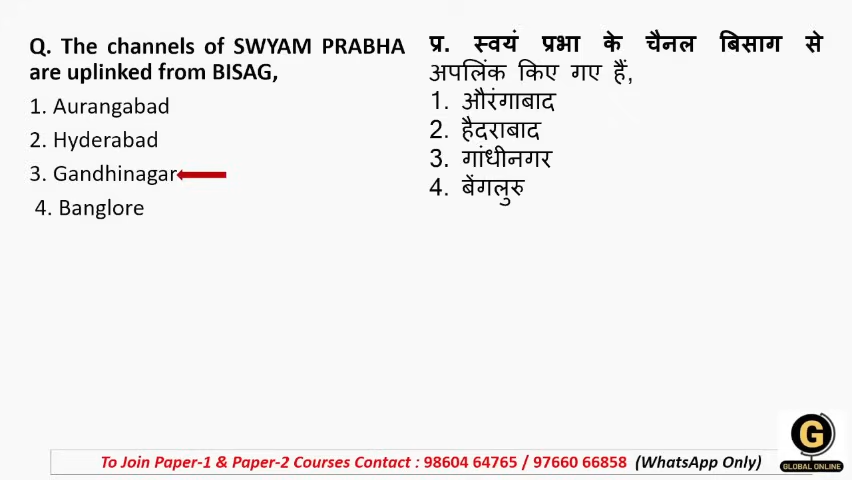 Q. The channels of SWYAM PRABHA
are uplinked from BISAG,
1. Aurangabad
2. Hyderabad
3. Gandhinagar
4. Banglore
प्र. स्वयं प्रभा के चैनल बिसाग से
अपलिंक किए गए हैं,
1. औरंगाबाद
2. हैदराबाद
3. गांधीनगर
4. बेंगलुरु
To Join Paper-1 & Paper-2 Courses Contact : 98604 64765 / 97660 66858 (WhatsApp Only)
G
GLOBAL ONLINE